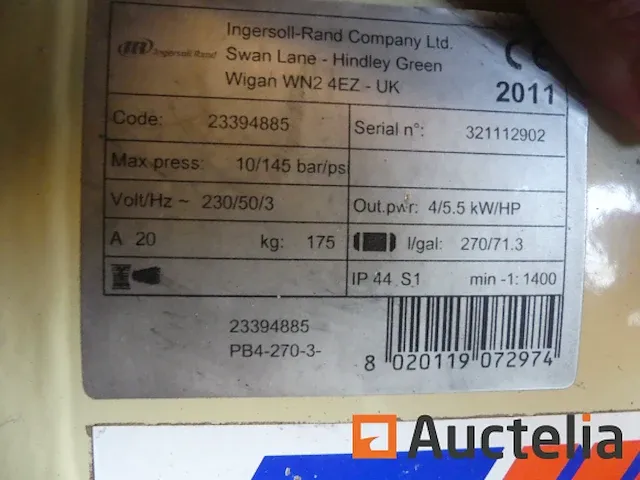 Ingersoll-Rand Company Ltd.
IR Ingersoll Rand
Swan Lane - Hindley Green
Wigan WN2 4EZ - UK
CE
2011
Code: 23394885
Serial n°: 321112902
Max press: 10/145 bar/psi
Volt/Hz ~ 230/50/3
Out.pwr: 4/5.5 kW/HP
A 20 kg: 175
l/gal: 270/71.3
IP 44 S1 min -1: 1400
23394885
PB4-270-3-
8 020119 072974
Auctelia